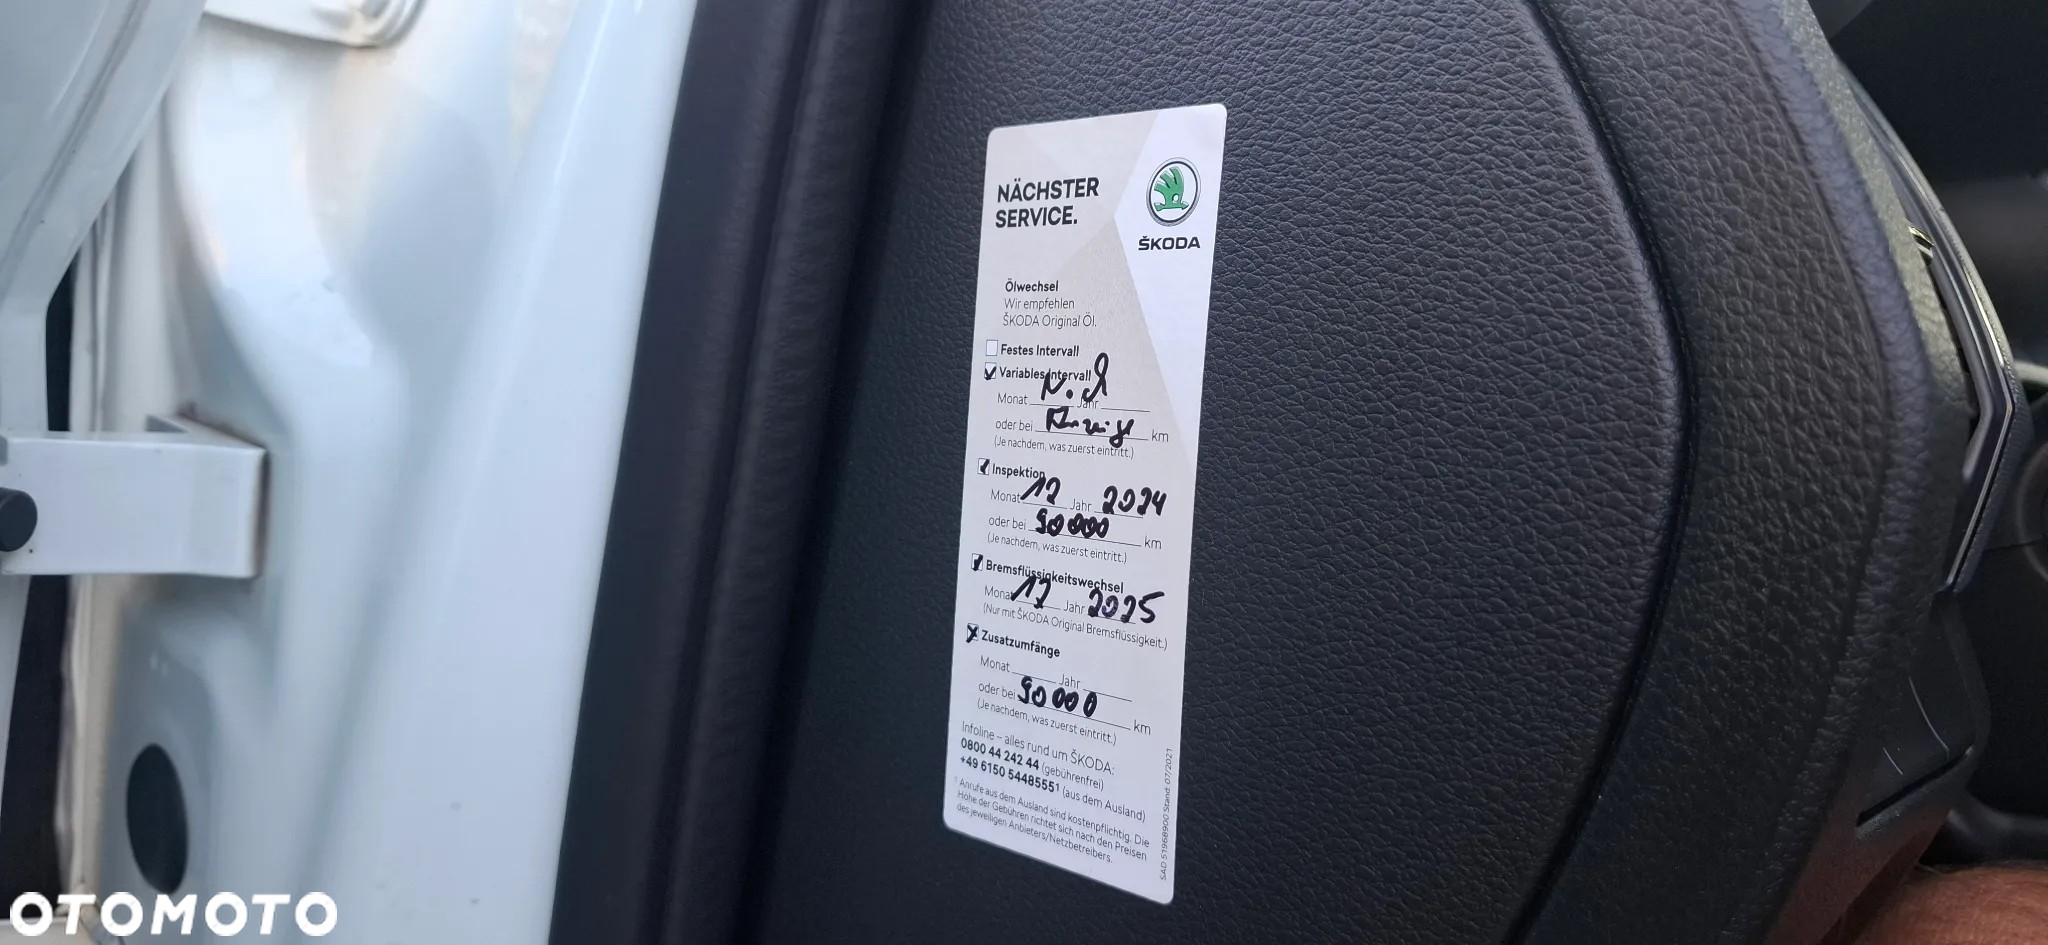 NÄCHSTER
SERVICE.
ŠKODA
Ölwechsel
Wir empfehlen
ŠKODA Original Öl.
Festes Intervall
Variables Intervall
N.d
Monat Jahr
oder bei Anzeige km
(Je nachdem, was zuerst eintritt.)
Inspektion
Monat 12 Jahr 2024
oder bei 90000 km
(Je nachdem, was zuerst eintritt.)
Bremsflüssigkeitswechsel
Monat 12 Jahr 2025
(Nur mit ŠKODA Original Bremsflüssigkeit.)
Zusatzumfänge
Monat Jahr
oder bei 90000 km
(Je nachdem, was zuerst eintritt.)
Infoline – alles rund um ŠKODA:
0800 44 242 44 (gebührenfrei)
+49 6150 5448555¹ (aus dem Ausland)
¹ Anrufe aus dem Ausland sind kostenpflichtig. Die
Höhe der Gebühren richtet sich nach den Preisen
des jeweiligen Anbieters/Netzbetreibers.
SAD 51968900 Stand: 07/2021
OTOMOTO